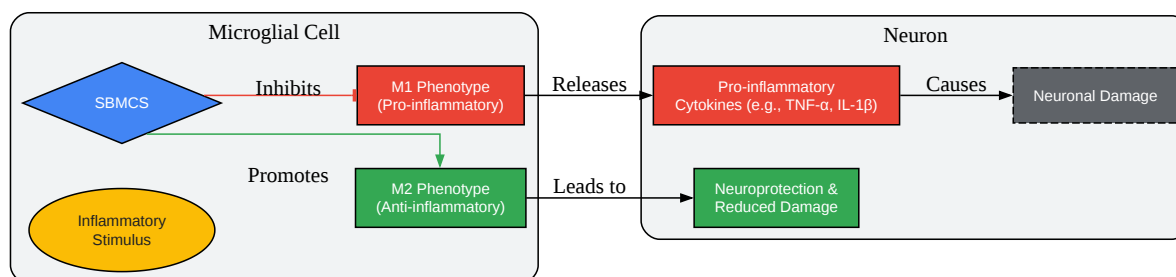 Microglial Cell
Neuron
SBMCS
Inhibits
M1 Phenotype
(Pro-inflammatory)
Releases
Pro-inflammatory
Cytokines (e.g., TNF-α, IL-1β)
Causes
Neuronal Damage
Promotes
M2 Phenotype
(Anti-inflammatory)
Leads to
Neuroprotection &
Reduced Damage
Inflammatory
Stimulus